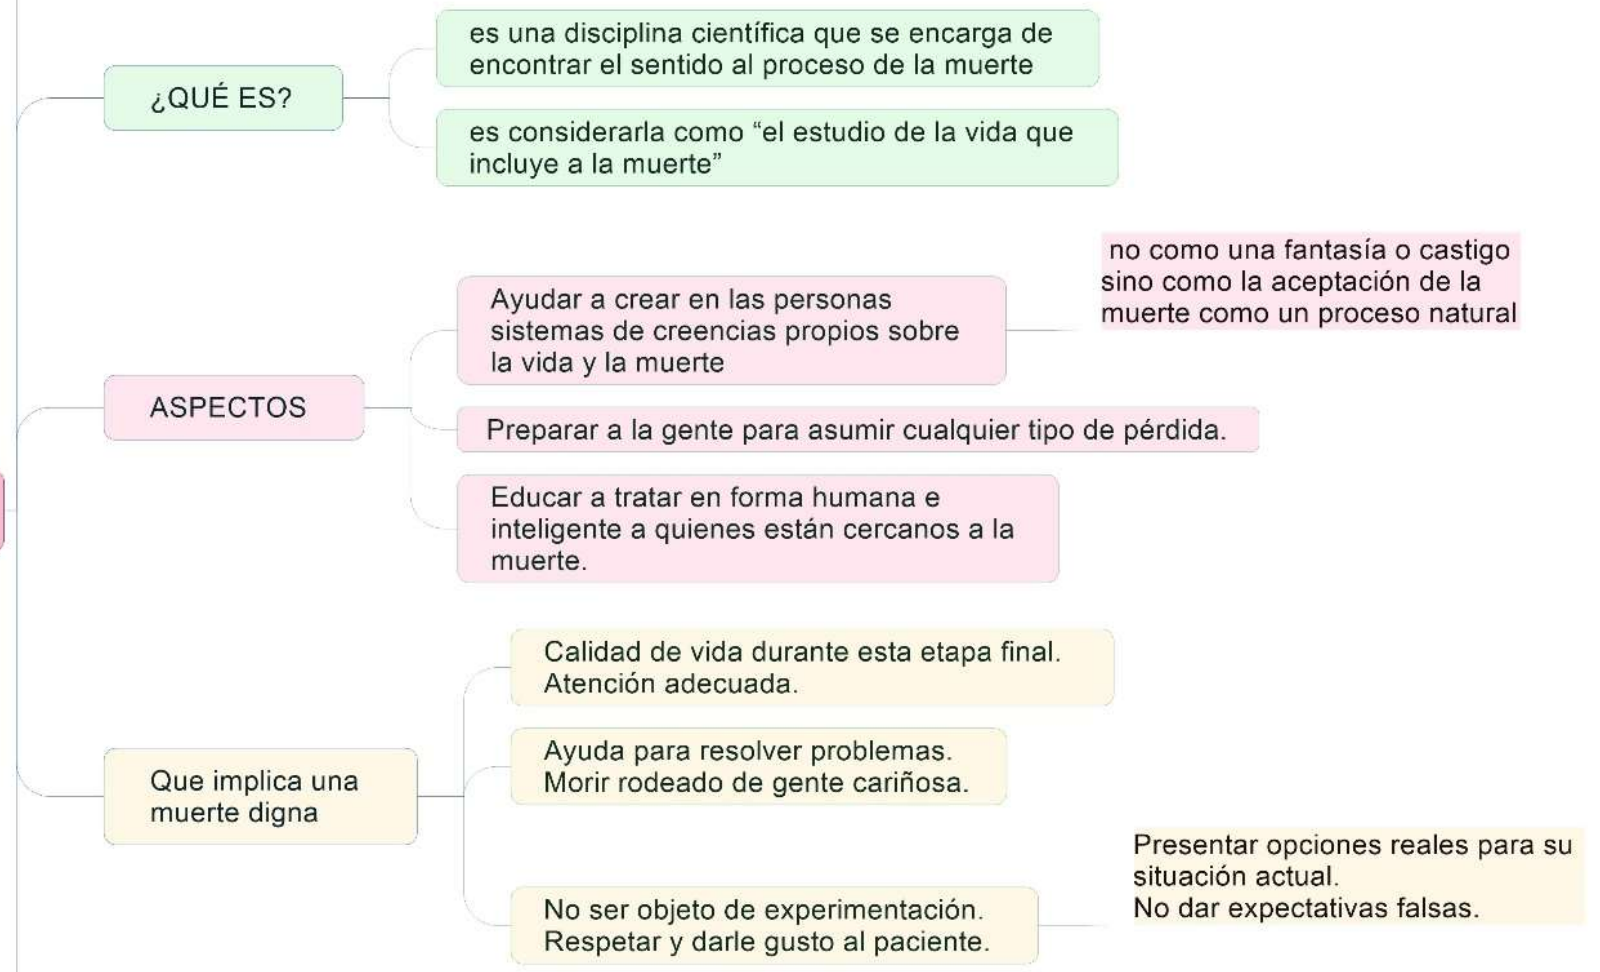 ¿QUÉ ES?
es una disciplina científica que se encarga de
encontrar el sentido al proceso de la muerte
es considerarla como “el estudio de la vida que
incluye a la muerte”
ASPECTOS
Ayudar a crear en las personas
sistemas de creencias propios sobre
la vida y la muerte
no como una fantasía o castigo
sino como la aceptación de la
muerte como un proceso natural
Preparar a la gente para asumir cualquier tipo de pérdida.
Educar a tratar en forma humana e
inteligente a quienes están cercanos a la
muerte.
Que implica una
muerte digna
Calidad de vida durante esta etapa final.
Atención adecuada.
Ayuda para resolver problemas.
Morir rodeado de gente cariñosa.
No ser objeto de experimentación.
Respetar y darle gusto al paciente.
Presentar opciones reales para su
situación actual.
No dar expectativas falsas.